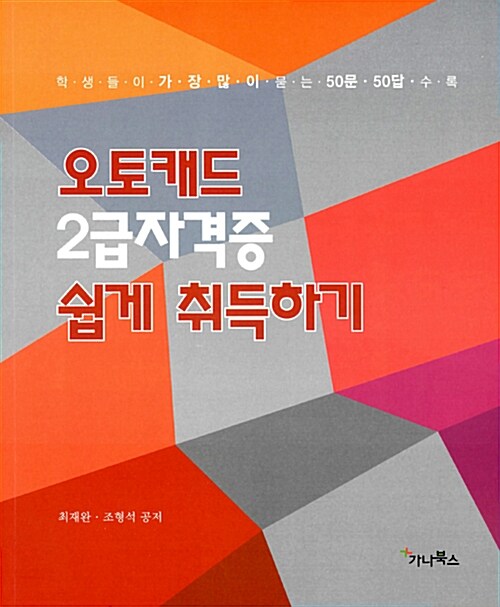 학·생·들·이·가·장·많·이·묻·는·50문·50답·수·록
오토캐드
2급자격증
쉽게 취득하기
최재완·조형석 공저
가나북스